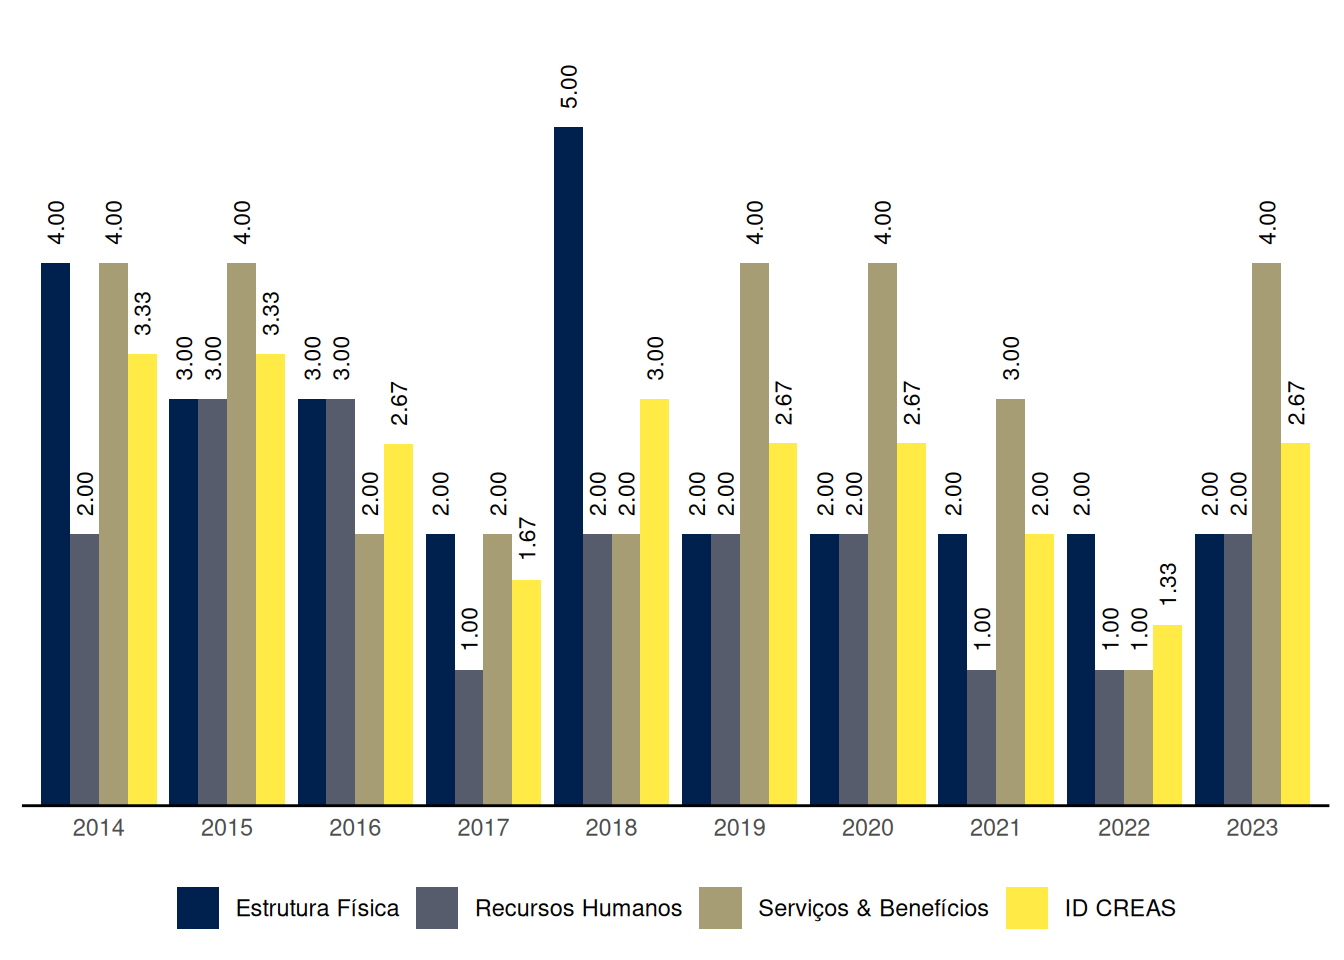 5.00
4.00 4.00 4.00 4.00 4.00 4.00
3.33 3.33
3.00 3.00 3.00 3.00 3.00 3.00
2.67 2.67 2.67 2.67
2.00 2.00 2.00 2.00 2.00 2.00 2.00 2.00 2.00 2.00 2.00 2.00 2.00 2.00 2.00
1.67
1.33
1.00 1.00 1.00 1.00
2014 2015 2016 2017 2018 2019 2020 2021 2022 2023
Estrutura Física Recursos Humanos Serviços & Benefícios ID CREAS